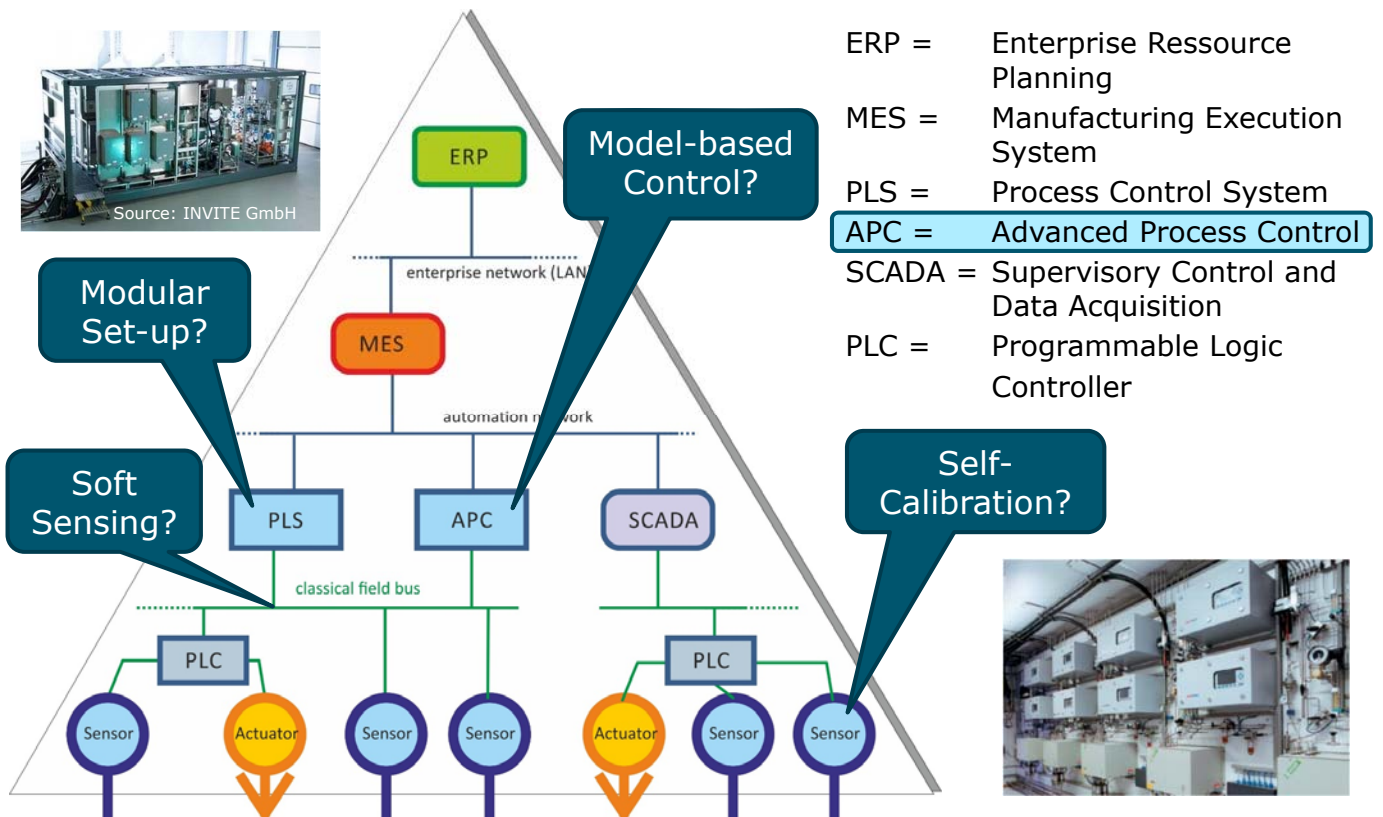 ERP = Enterprise Ressource
Planning
MES = Manufacturing Execution
System
PLS = Process Control System
APC = Advanced Process Control
SCADA = Supervisory Control and
Data Acquisition
PLC = Programmable Logic
Controller
Source: INVITE GmbH
ERP
Model-based
Control?
enterprise network (LAN)
Modular
Set-up?
MES
automation network
Soft
Sensing?
PLS
APC
SCADA
Self-
Calibration?
classical field bus
PLC
PLC
Sensor
Actuator
Sensor
Sensor
Actuator
Sensor
Sensor